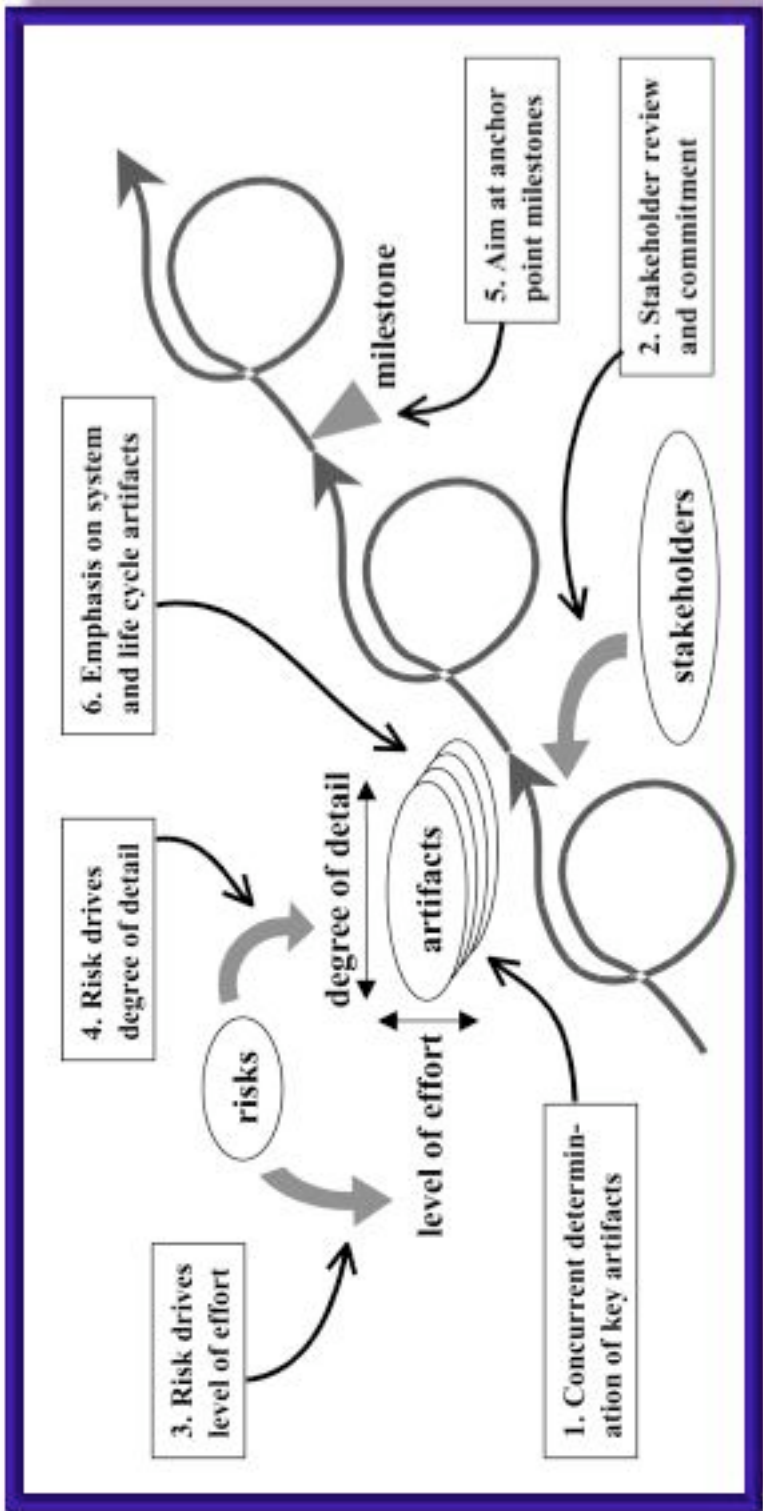 3. Risk drives
level of effort
4. Risk drives
degree of detail
6. Emphasis on system
and life cycle artifacts
risks
degree of detail
level of effort
artifacts
milestone
1. Concurrent determin-
ation of key artifacts
stakeholders
2. Stakeholder review
and commitment
5. Aim at anchor
point milestones